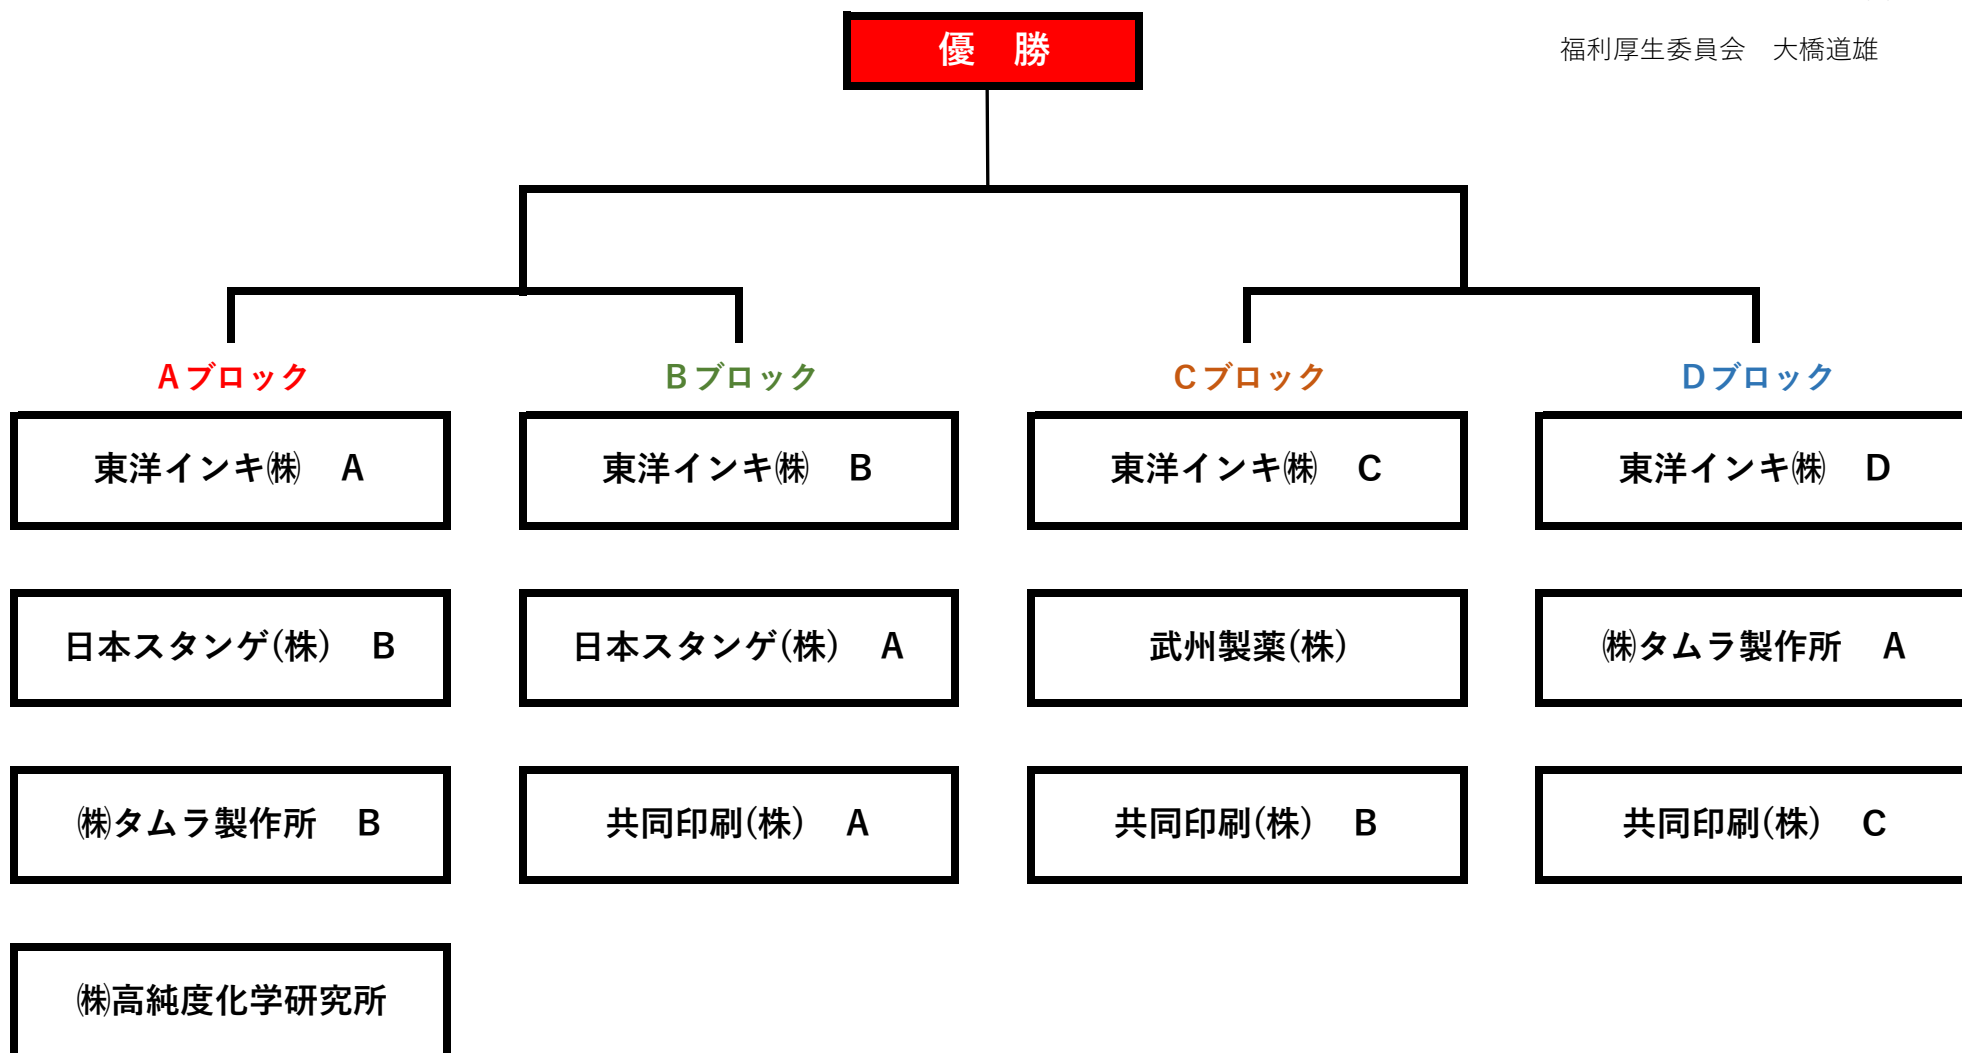 優　勝
福利厚生委員会　大橋道雄
Aブロック
Bブロック
Cブロック
Dブロック
東洋インキ㈱　A
東洋インキ㈱　B
東洋インキ㈱　C
東洋インキ㈱　D
日本スタンゲ(株)　B
日本スタンゲ(株)　A
武州製薬(株)
㈱タムラ製作所　A
㈱タムラ製作所　B
共同印刷(株)　A
共同印刷(株)　B
共同印刷(株)　C
㈱高純度化学研究所